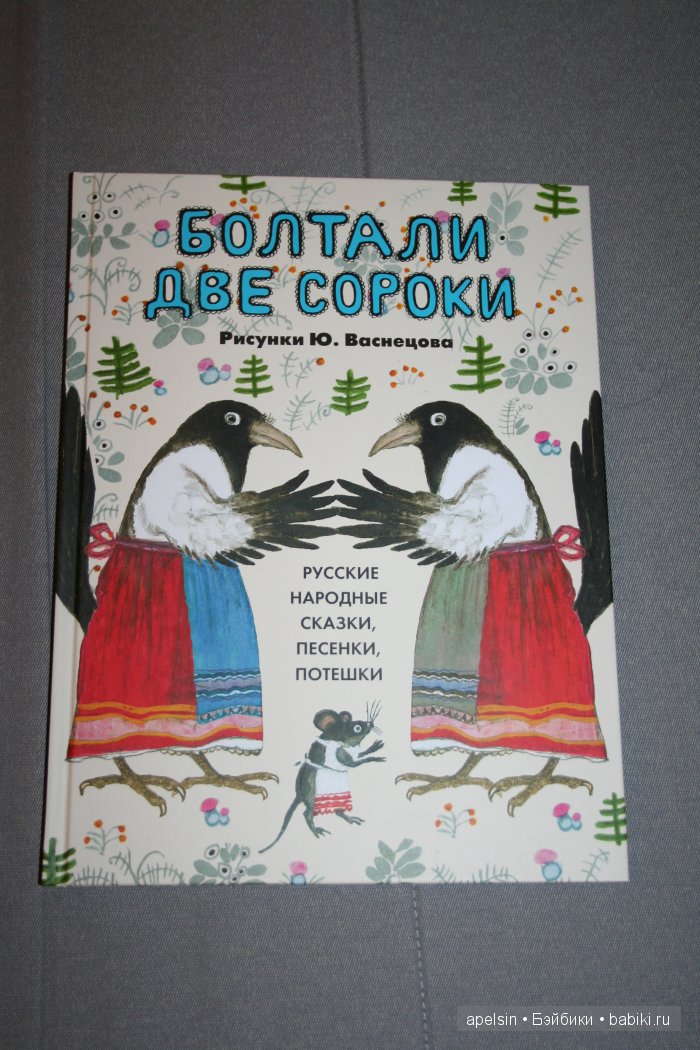 БОЛТАЛИ
ДВЕ СОРОКИ
Рисунки Ю. Васнецова
РУССКИЕ
НАРОДНЫЕ
СКАЗКИ,
ПЕСЕНКИ,
ПОТЕШКИ
apelsin • Бэйбики • babiki.ru